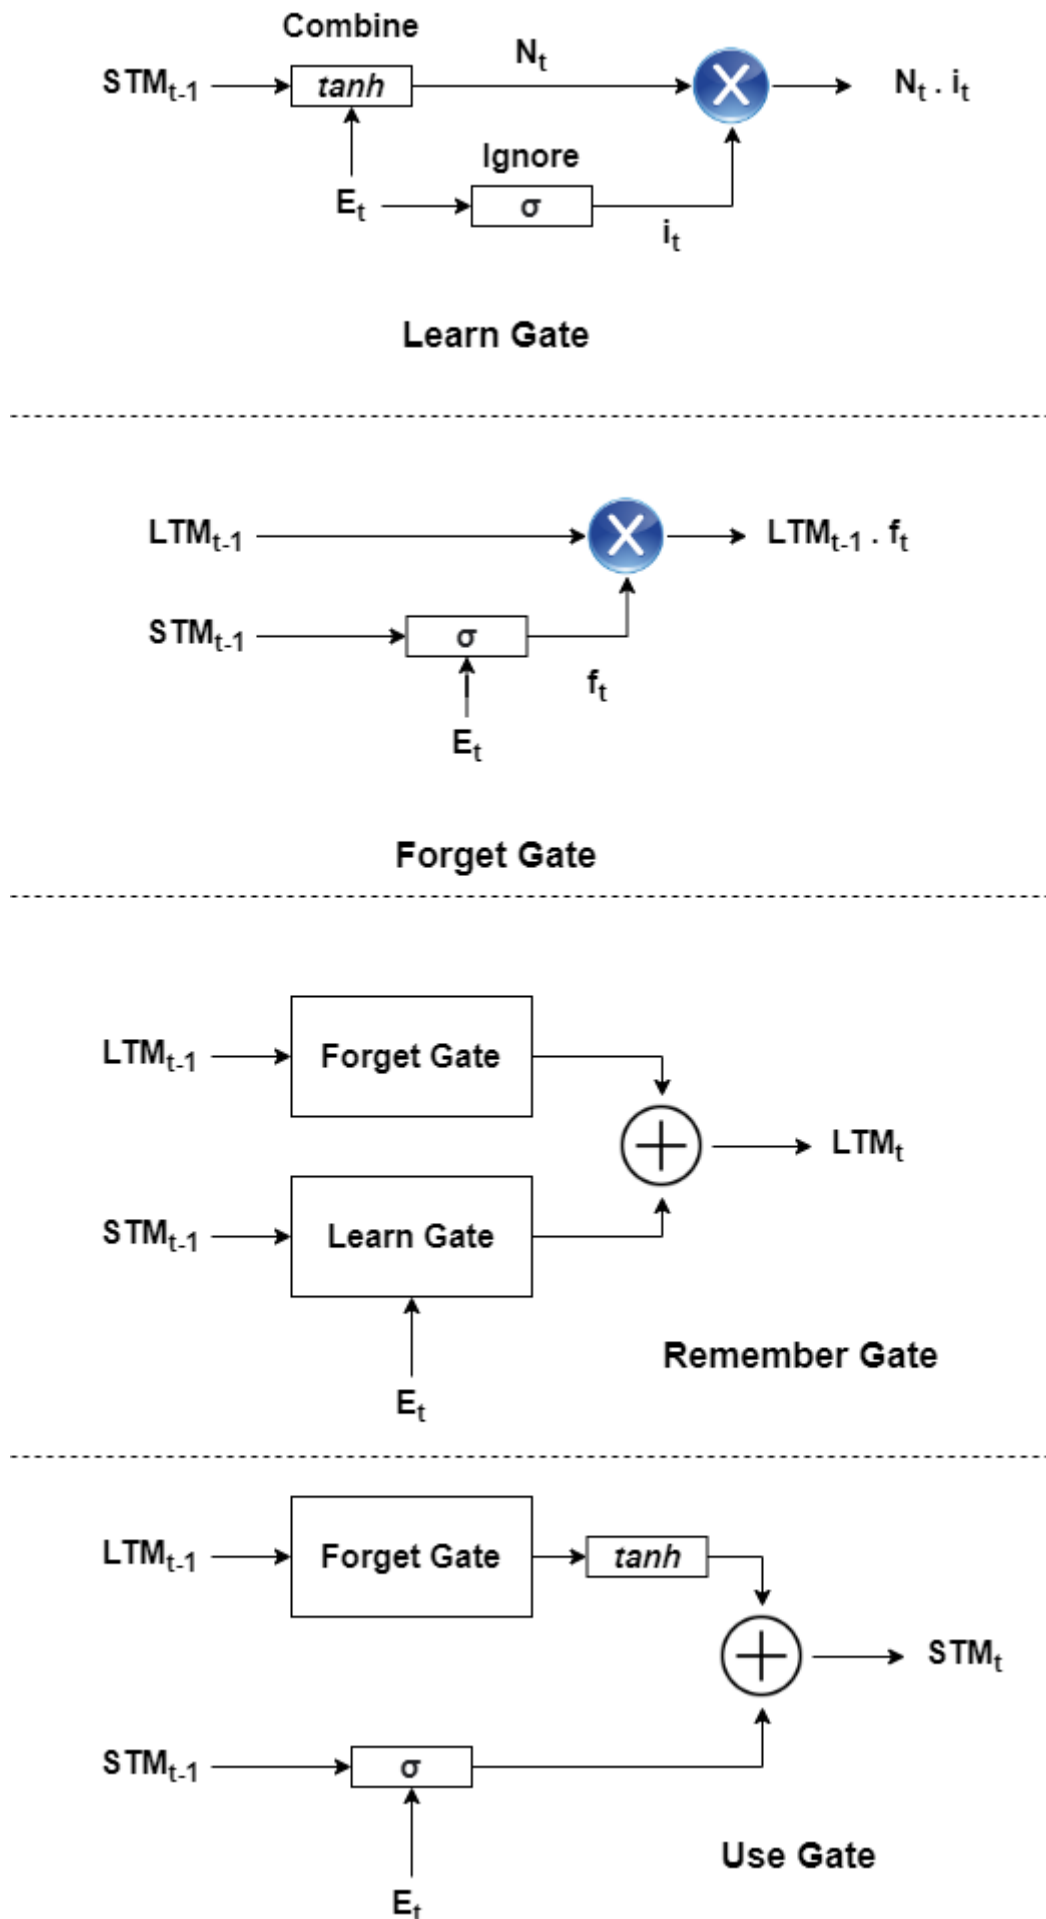 Combine
STMt-1 tanh Nt X Nt . it
Ignore
Et σ it
Learn Gate
LTMt-1 X LTMt-1 . ft
STMt-1 σ ft
Et
Forget Gate
LTMt-1 Forget Gate
+ LTMt
STMt-1 Learn Gate
Remember Gate
Et
LTMt-1 Forget Gate tanh
+ STMt
STMt-1 σ
Use Gate
Et